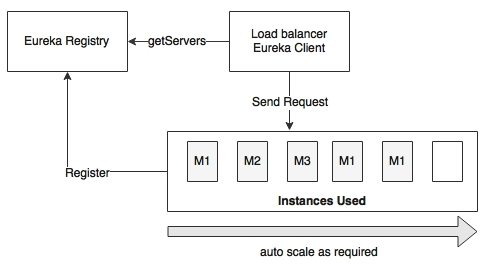 Eureka Registry
getServers
Load balancer
Eureka Client
Send Request
M1 M2 M3 M1 M1
Register
Instances Used
auto scale as required